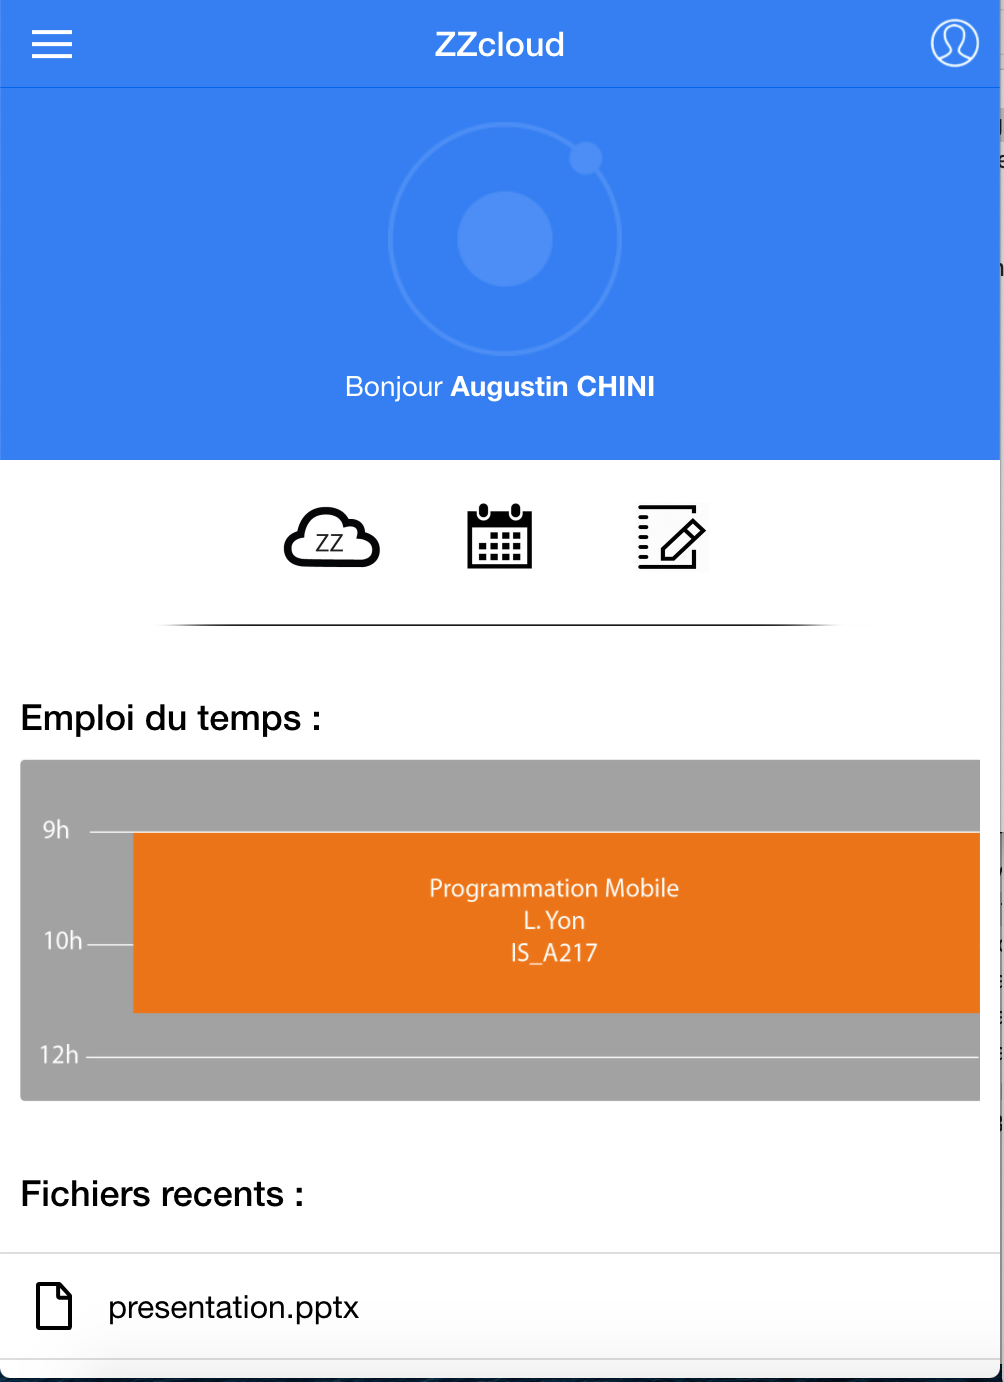 ZZcloud
Bonjour Augustin CHINI
ZZ
Emploi du temps :
9h
Programmation Mobile
L. Yon
10h
IS_A217
12h
Fichiers recents :
presentation.pptx